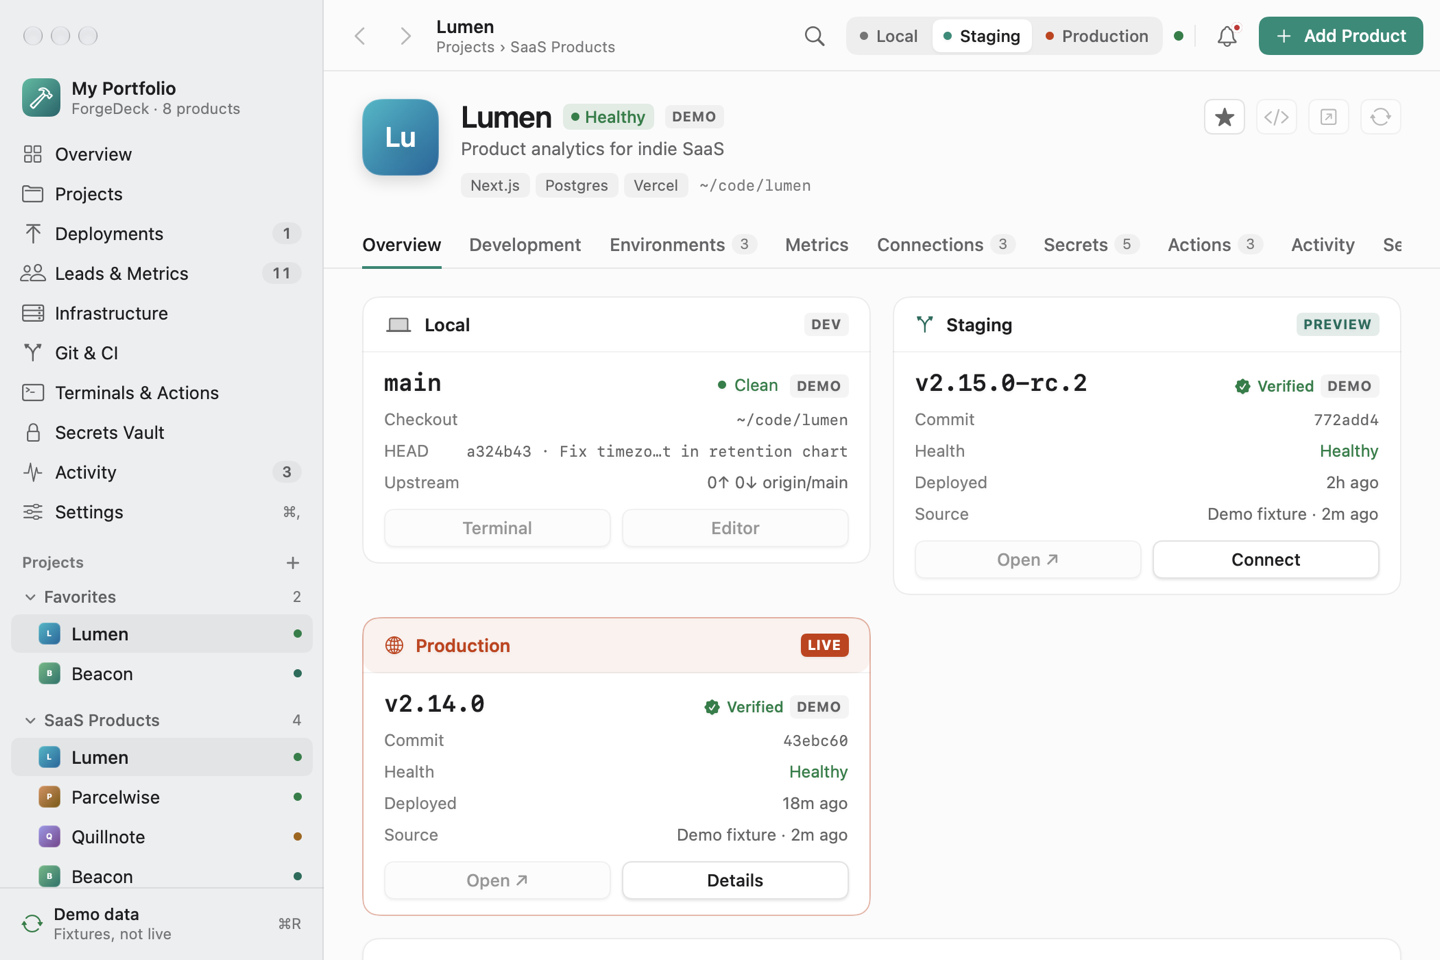 My Portfolio
ForgeDeck · 8 products
Overview
Projects
Deployments 1
Leads & Metrics 11
Infrastructure
Git & CI
Terminals & Actions
Secrets Vault
Activity 3
Settings ⌘,
Projects +
Favorites 2
L Lumen
B Beacon
SaaS Products 4
L Lumen
P Parcelwise
Q Quillnote
B Beacon
Demo data ⌘R
Fixtures, not live
Lumen
Projects › SaaS Products
Local Staging Production
+ Add Product
Lu
Lumen Healthy DEMO
Product analytics for indie SaaS
Next.js Postgres Vercel ~/code/lumen
Overview Development Environments 3 Metrics Connections 3 Secrets 5 Actions 3 Activity Se
Local DEV
main Clean DEMO
Checkout ~/code/lumen
HEAD a324b43 · Fix timezo…t in retention chart
Upstream 0↑ 0↓ origin/main
Terminal Editor
Staging PREVIEW
v2.15.0-rc.2 Verified DEMO
Commit 772add4
Health Healthy
Deployed 2h ago
Source Demo fixture · 2m ago
Open ↗ Connect
Production LIVE
v2.14.0 Verified DEMO
Commit 43ebc60
Health Healthy
Deployed 18m ago
Source Demo fixture · 2m ago
Open ↗ Details